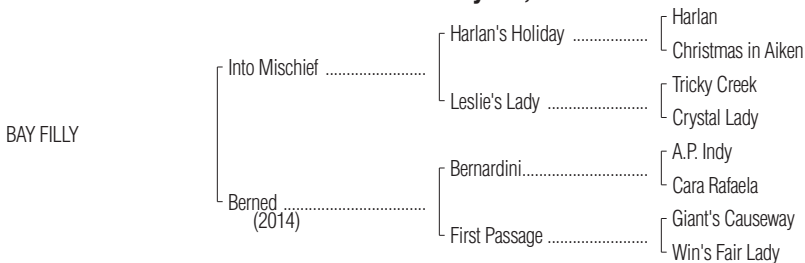 Harlan
Harlan's Holiday ..................
Christmas in Aiken
Into Mischief ........................
Tricky Creek
Leslie's Lady ........................
Crystal Lady
BAY FILLY
A.P. Indy
Bernardini..............................
Cara Rafaela
Berned ..................................
(2014)
Giant's Causeway
First Passage ........................
Win's Fair Lady